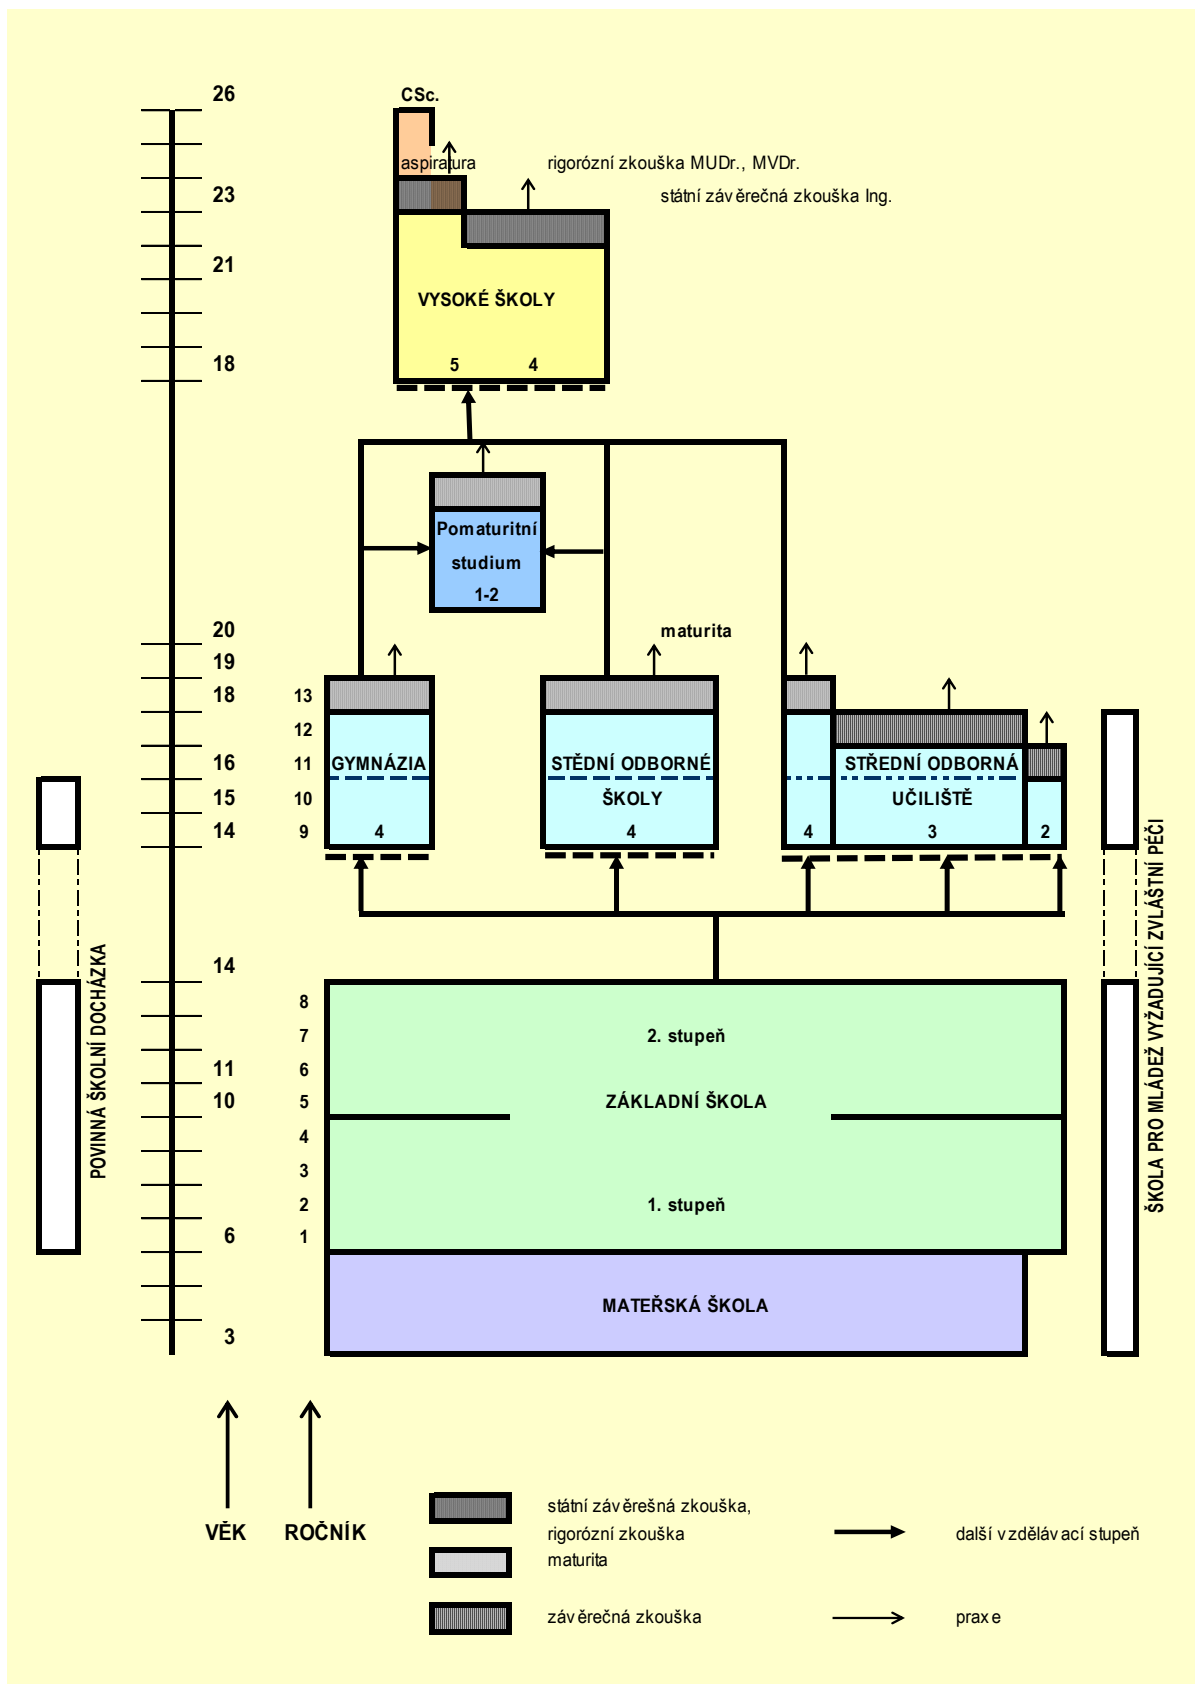 26
CSc.
aspiratura
rigorózní zkouška MUDr., MVDr.
23
státní závěrečná zkouška Ing.
21
VYSOKÉ ŠKOLY
18
5
4
Pomaturitní
studium
1-2
20
maturita
19
18
13
12
16
11
GYMNÁZIA
STĚDNÍ ODBORNÉ
STŘEDNÍ ODBORNÁ
15
10
ŠKOLY
UČILIŠTĚ
14
9
4
4
4
3
2
POVINNÁ ŠKOLNÍ DOCHÁZKA
ŠKOLA PRO MLÁDEŽ VYŽADUJÍCÍ ZVLÁŠTNÍ PÉČI
14
8
7
2. stupeň
11
6
10
5
ZÁKLADNÍ ŠKOLA
4
3
2
1. stupeň
6
1
MATEŘSKÁ ŠKOLA
3
VĚK
ROČNÍK
státní závěrešná zkouška,
rigorózní zkouška
další vzdělávací stupeň
maturita
závěrečná zkouška
praxe